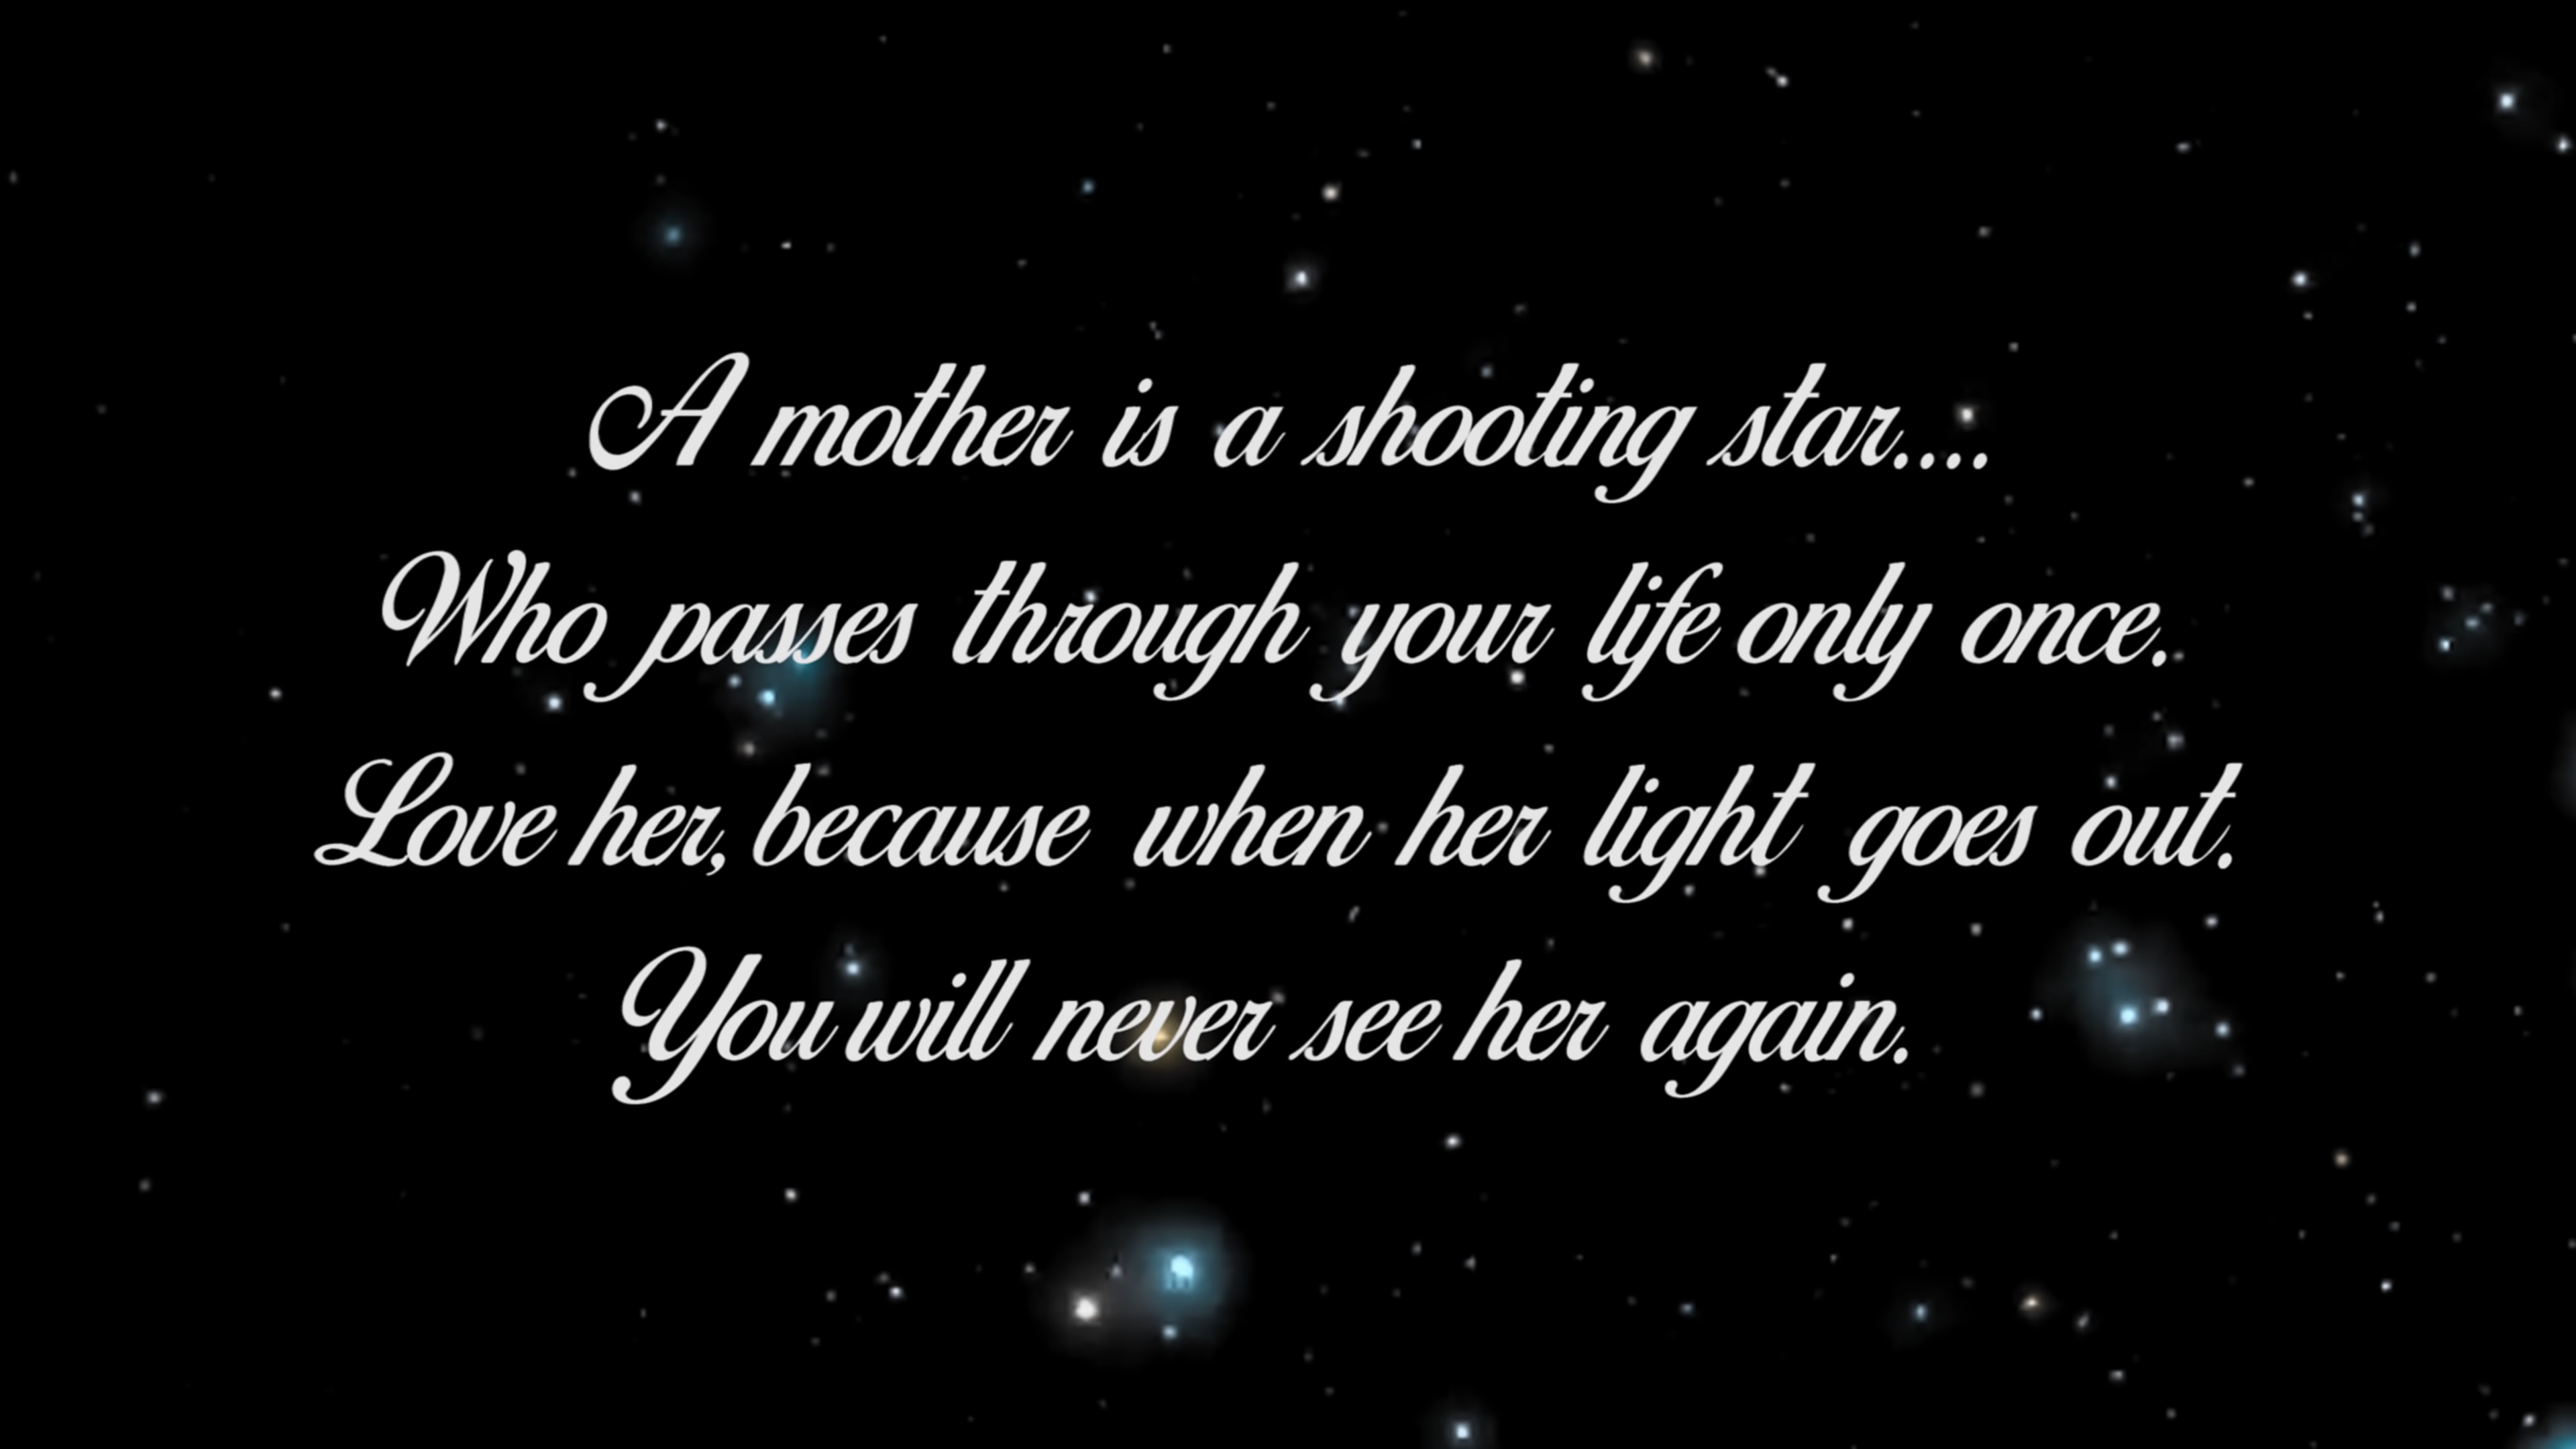 A mother is a shooting star....
Who passes through your life only once.
Love her, because when her light goes out.
You will never see her again.